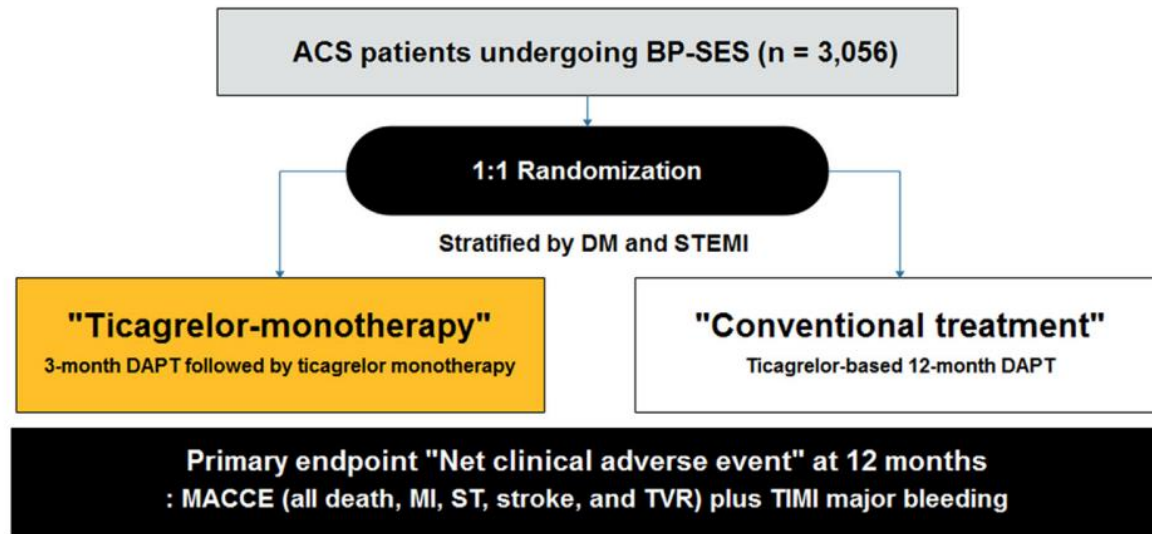 ACS patients undergoing BP-SES (n = 3,056)
1:1 Randomization
Stratified by DM and STEMI
"Ticagrelor-monotherapy"
3-month DAPT followed by ticagrelor monotherapy
"Conventional treatment"
Ticagrelor-based 12-month DAPT
Primary endpoint "Net clinical adverse event" at 12 months
: MACCE (all death, MI, ST, stroke, and TVR) plus TIMI major bleeding